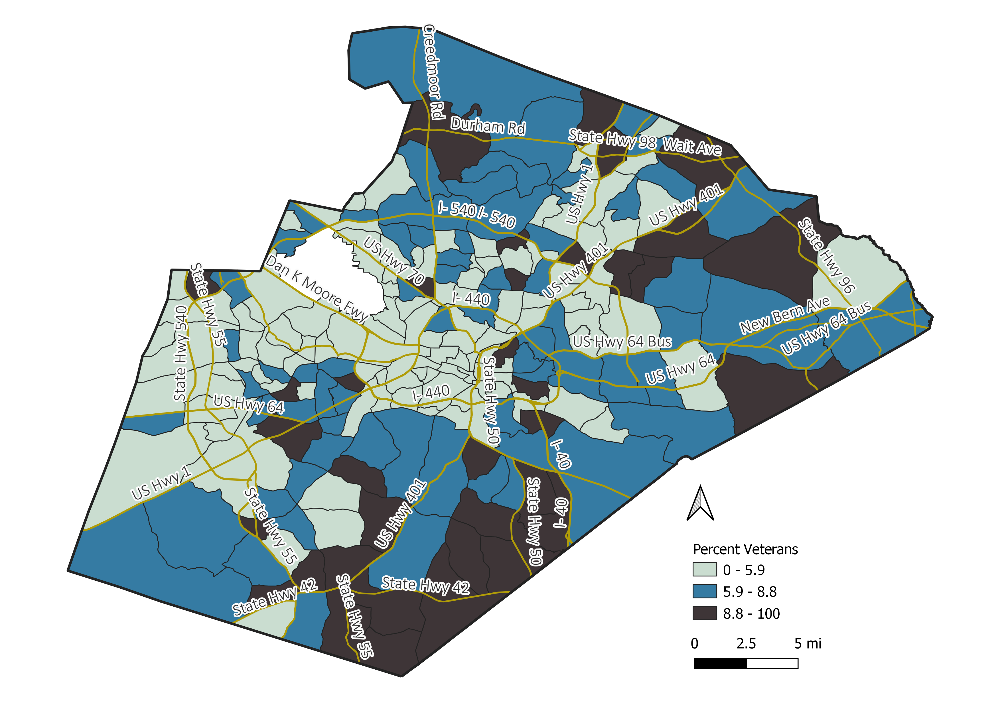 Creedmoor Rd
Durham Rd
State Hwy 98
Wait Ave
US Hwy 1
I- 540
I- 540
US Hwy 401
State Hwy 96
US Hwy 70
Dan K Moore Fwy
US Hwy 401
State Hwy 55
State Hwy 540
I- 440
New Bern Ave
US Hwy 64 Bus
US Hwy 64 Bus
US Hwy 64
State Hwy 50
I- 440
US Hwy 64
I- 40
US Hwy 1
State Hwy 55
US Hwy 401
State Hwy 50
I- 40
State Hwy 42
State Hwy 55
State Hwy 42
Percent Veterans
0 - 5.9
5.9 - 8.8
8.8 - 100
0 2.5 5 mi